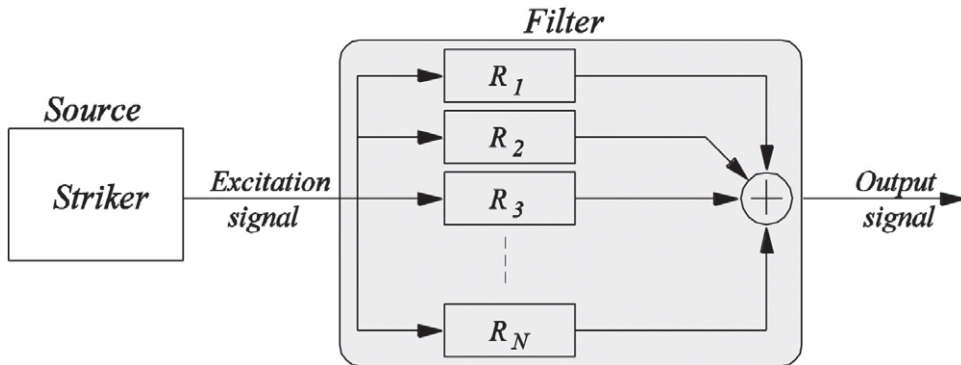 Filter
Source
Striker
Excitation
signal
R1
R2
R3
RN
+
Output
signal